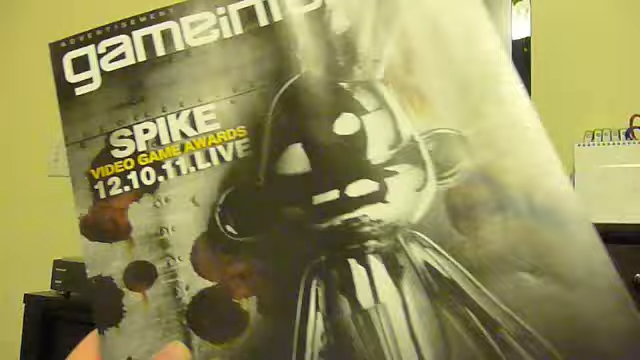 ADVERTISEMENT
gameinfo
SPIKE
VIDEO GAME AWARDS
12.10.11.LIVE